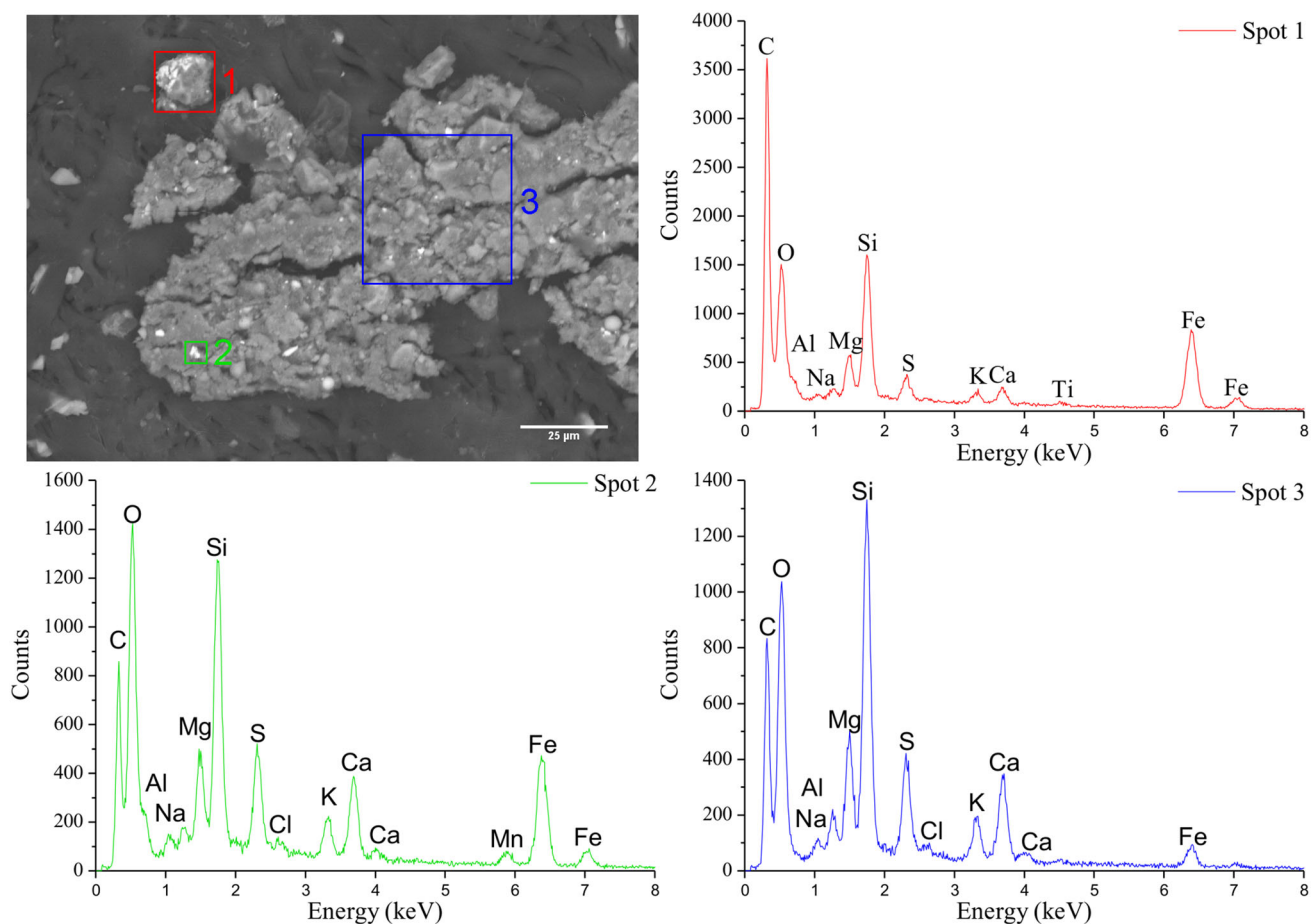 1
2
3
25 µm
Spot 1
C
O
Al
Na
Mg
Si
S
K
Ca
Ti
Fe
Fe
4000
3500
3000
2500
2000
1500
1000
500
0
Counts
0 1 2 3 4 5 6 7 8
Energy (keV)
Spot 2
C
O
Al
Na
Mg
Si
S
Cl
K
Ca
Ca
Mn
Fe
Fe
1600
1400
1200
1000
800
600
400
200
0
Counts
0 1 2 3 4 5 6 7 8
Energy (keV)
Spot 3
C
O
Al
Na
Mg
Si
S
Cl
K
Ca
Ca
Fe
1400
1200
1000
800
600
400
200
0
Counts
0 1 2 3 4 5 6 7 8
Energy (keV)